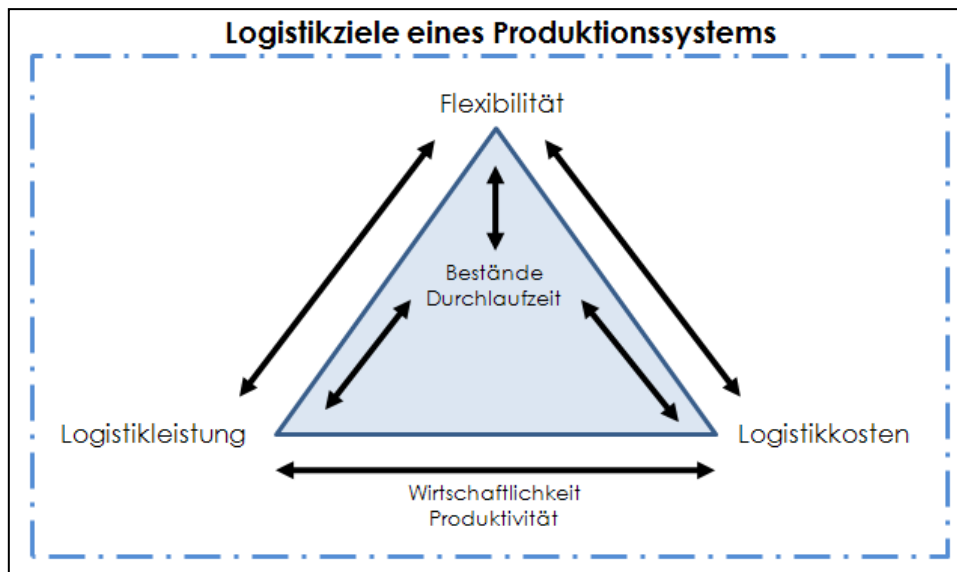 Logistikziele eines Produktionssystems
Flexibilität
Bestände
Durchlaufzeit
Logistikleistung
Logistikkosten
Wirtschaftlichkeit
Produktivität